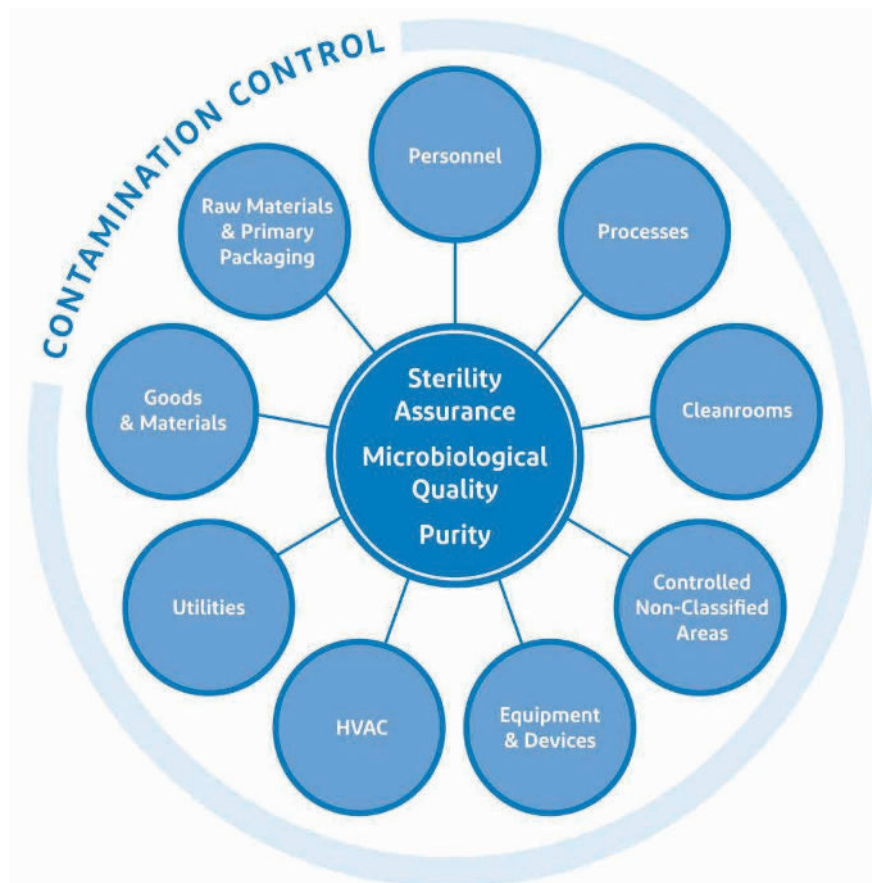 CONTAMINATION CONTROL
Personnel
Processes
Cleanrooms
Controlled
Non-Classified
Areas
Equipment
& Devices
HVAC
Utilities
Goods
& Materials
Raw Materials
& Primary
Packaging
Sterility
Assurance
Microbiological
Quality
Purity